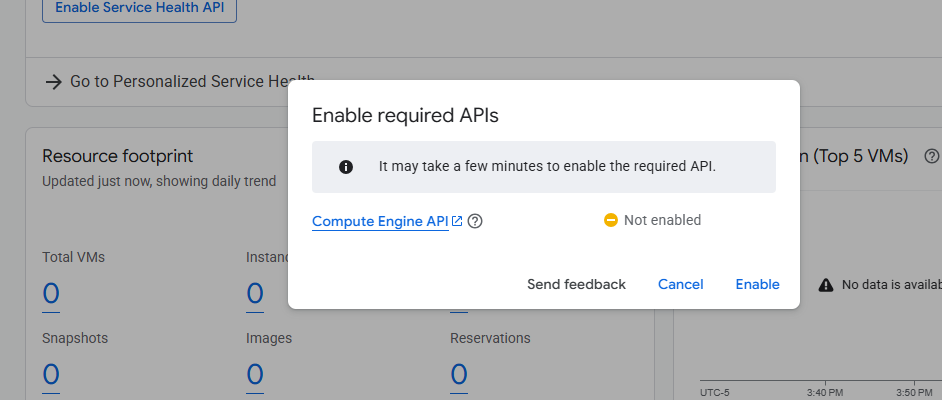 Enable Service Health API
Go to Personalized Service Health
Enable required APIs
It may take a few minutes to enable the required API.
Compute Engine API
Not enabled
Send feedback Cancel Enable
Resource footprint
Updated just now, showing daily trend
Total VMs
0
0
Snapshots Images Reservations
0 0 0
(Top 5 VMs)
No data is
UTC-5 3:40 PM 3:50 PM